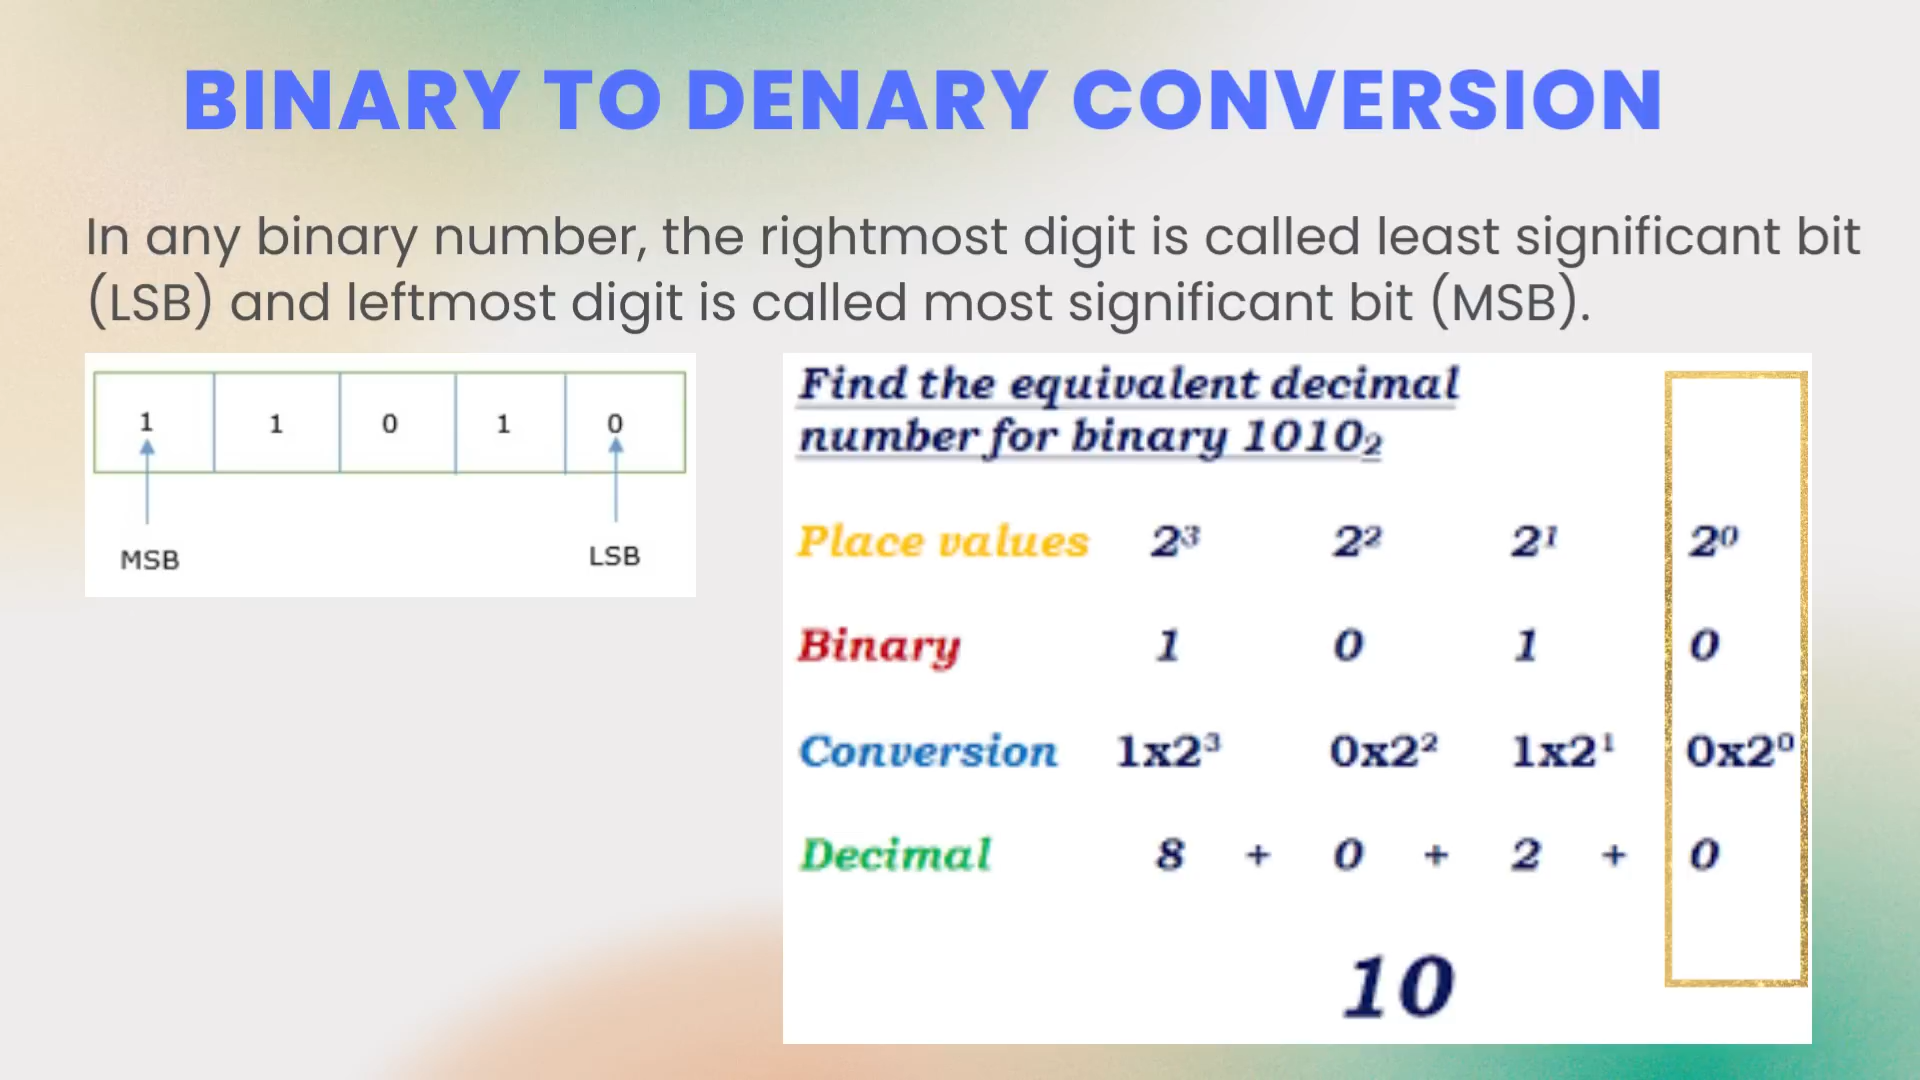 BINARY TO DENARY CONVERSION
In any binary number, the rightmost digit is called least significant bit
(LSB) and leftmost digit is called most significant bit (MSB).
1 1 0 1 0
MSB LSB
Find the equivalent decimal
number for binary 1010₂
Place values 2³ 2² 2¹ 2⁰
Binary 1 0 1 0
Conversion 1x2³ 0x2² 1x2¹ 0x2⁰
Decimal 8 + 0 + 2 + 0
10